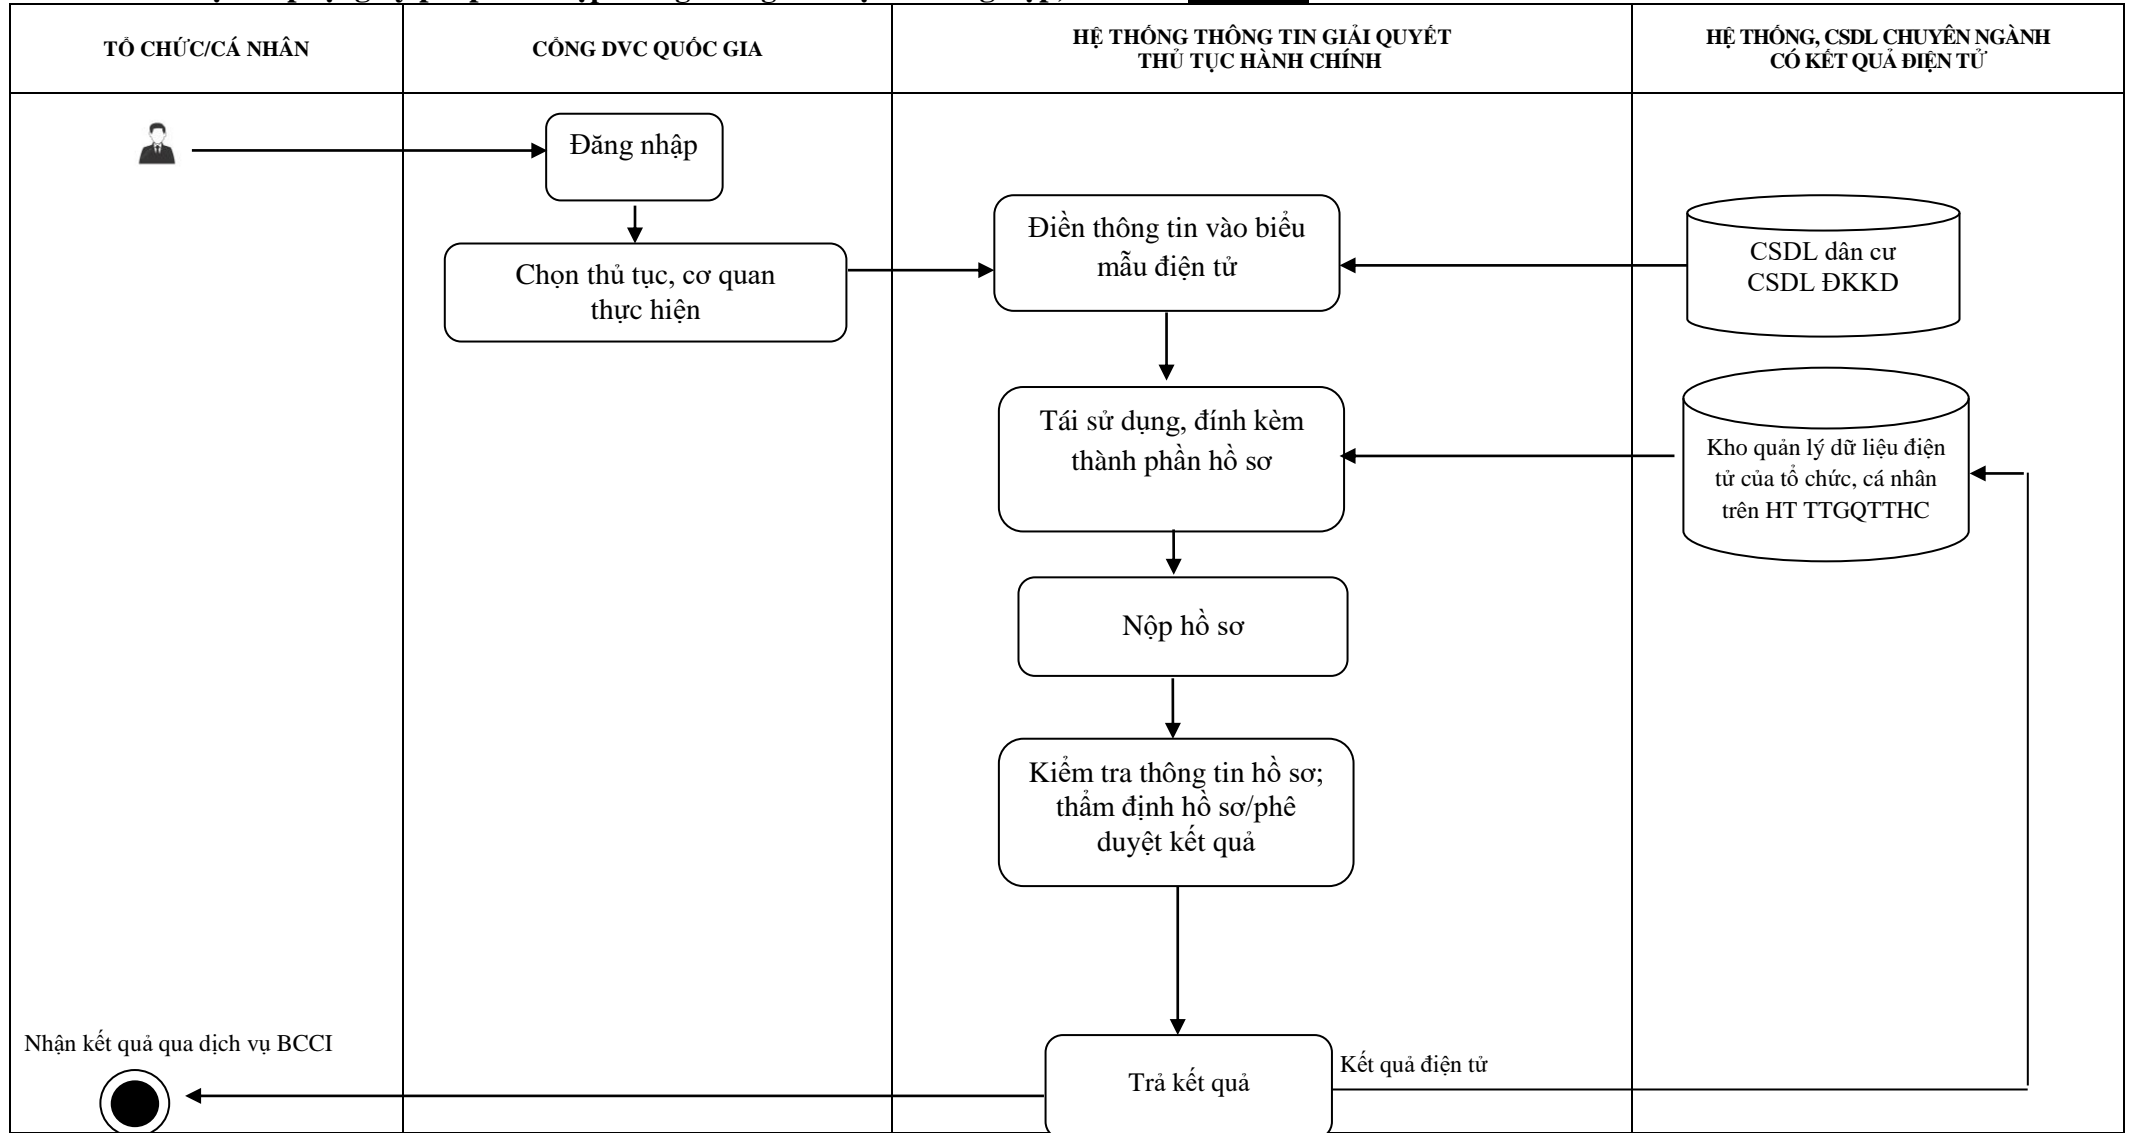 TỔ CHỨC/CÁ NHÂN
CỔNG DVC QUỐC GIA
HỆ THỐNG THÔNG TIN GIẢI QUYẾT
THỦ TỤC HÀNH CHÍNH
HỆ THỐNG, CSDL CHUYÊN NGÀNH
CÓ KẾT QUẢ ĐIỆN TỬ
Đăng nhập
Chọn thủ tục, cơ quan
thực hiện
Điền thông tin vào biểu
mẫu điện tử
CSDL dân cư
CSDL ĐKKD
Tái sử dụng, đính kèm
thành phần hồ sơ
Kho quản lý dữ liệu điện
tử của tổ chức, cá nhân
trên HT TTGQTTHC
Nộp hồ sơ
Kiểm tra thông tin hồ sơ;
thẩm định hồ sơ/phê
duyệt kết quả
Nhận kết quả qua dịch vụ BCCI
Trả kết quả
Kết quả điện tử